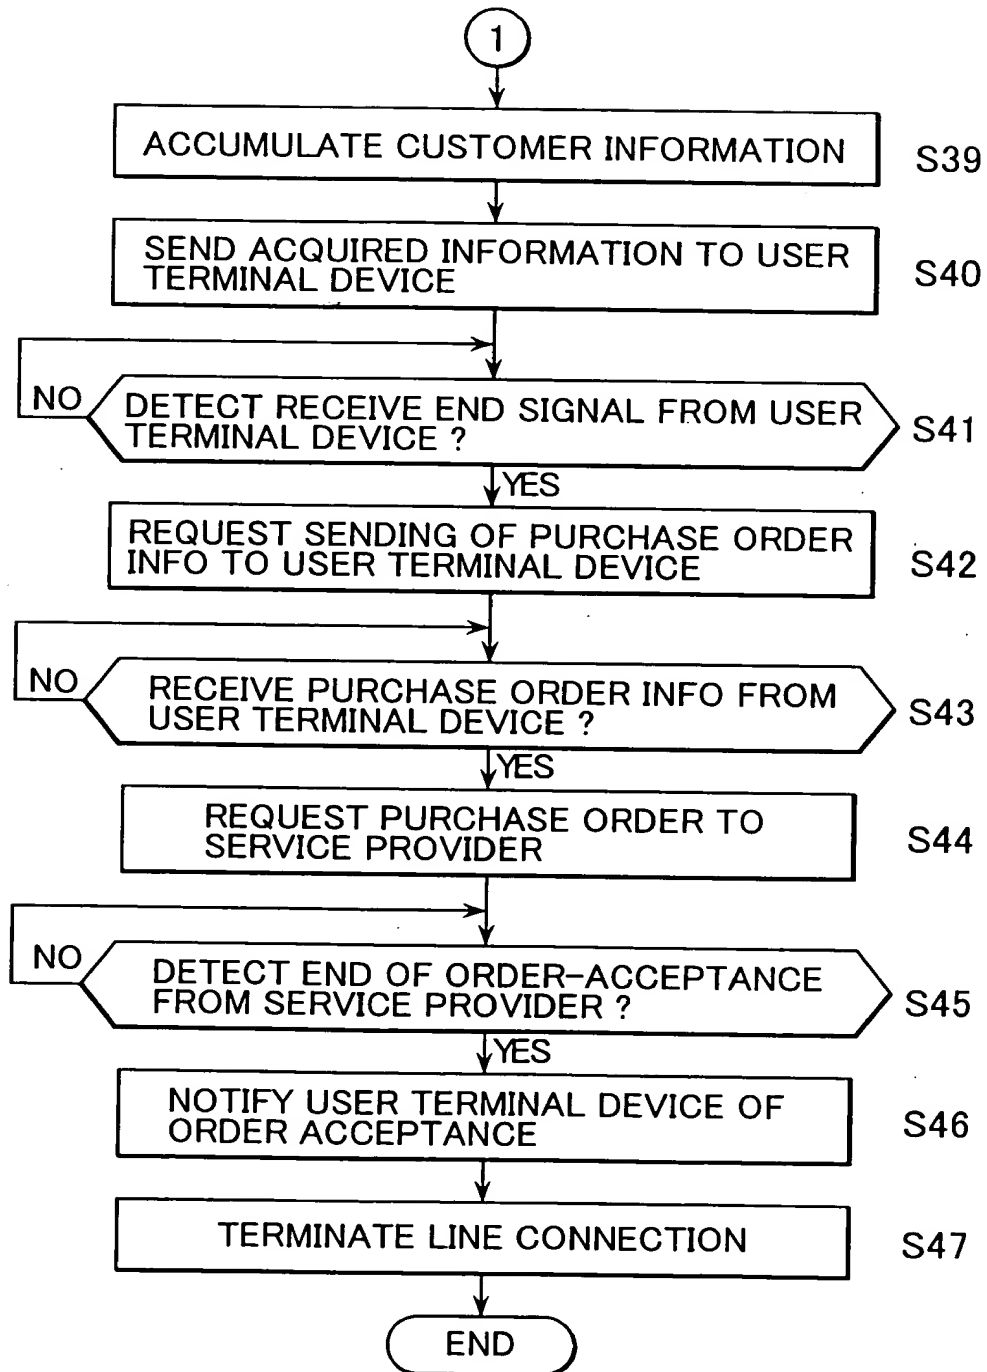 1
ACCUMULATE CUSTOMER INFORMATION
S39
SEND ACQUIRED INFORMATION TO USER
TERMINAL DEVICE
S40
NO
DETECT RECEIVE END SIGNAL FROM USER
TERMINAL DEVICE ?
S41
YES
REQUEST SENDING OF PURCHASE ORDER
INFO TO USER TERMINAL DEVICE
S42
NO
RECEIVE PURCHASE ORDER INFO FROM
USER TERMINAL DEVICE ?
S43
YES
REQUEST PURCHASE ORDER TO
SERVICE PROVIDER
S44
NO
DETECT END OF ORDER-ACCEPTANCE
FROM SERVICE PROVIDER ?
S45
YES
NOTIFY USER TERMINAL DEVICE OF
ORDER ACCEPTANCE
S46
TERMINATE LINE CONNECTION
S47
END